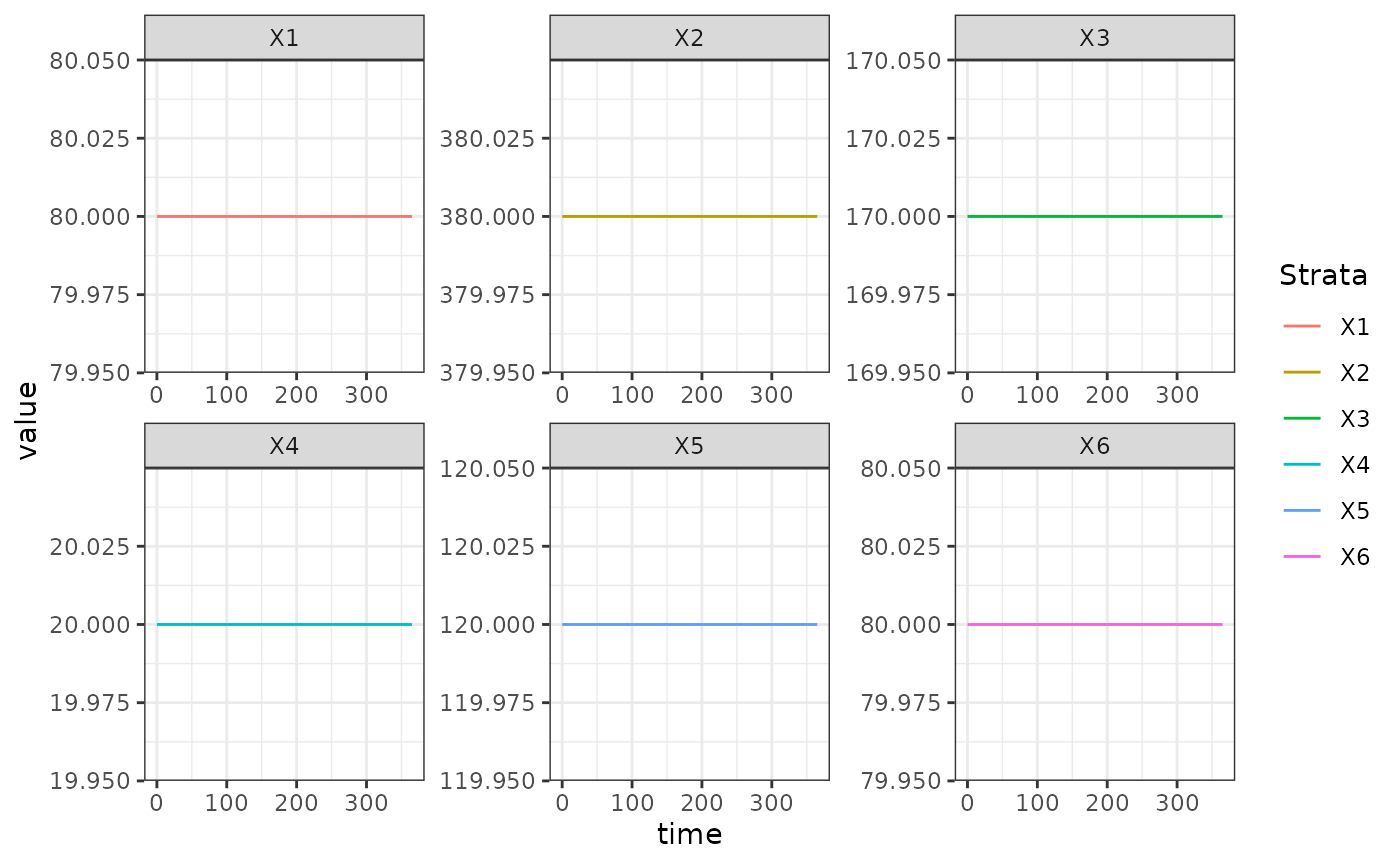 X1 X2 X3
80.050 170.050
80.025 380.025 170.025
80.000 380.000 170.000
79.975 379.975 169.975
79.950 379.950 169.950
0 100 200 300 0 100 200 300 0 100 200 300
X4 X5 X6
120.050 80.050
20.025 120.025 80.025
20.000 120.000 80.000
19.975 119.975 79.975
19.950 119.950 79.950
0 100 200 300 0 100 200 300 0 100 200 300
time
value
Strata
X1
X2
X3
X4
X5
X6